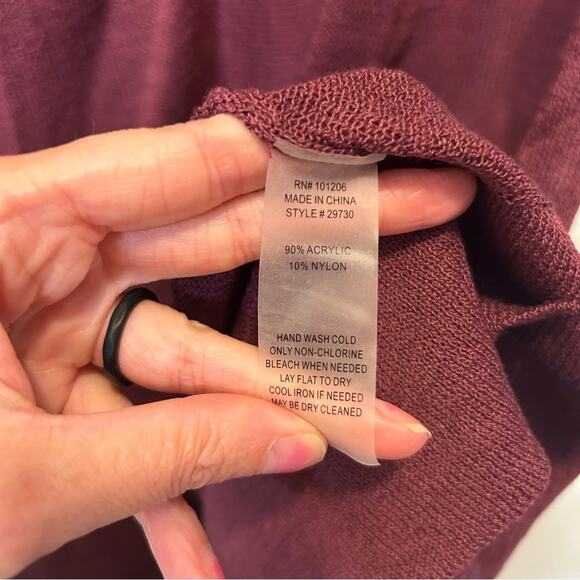 RN# 101206
MADE IN CHINA
STYLE # 29730
90% ACRYLIC
10% NYLON
HAND WASH COLD
ONLY NON-CHLORINE
BLEACH WHEN NEEDED
LAY FLAT TO DRY
COOL IRON IF NEEDED
MAY BE DRY CLEANED